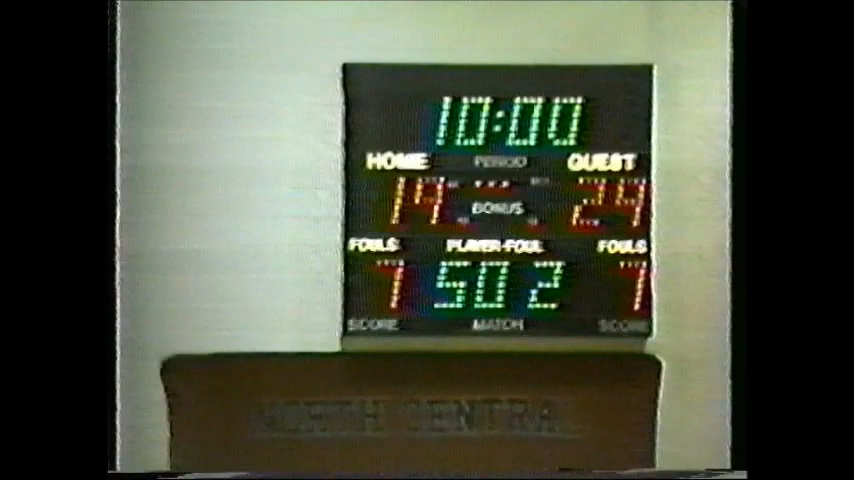 10:00
HOME PERIOD GUEST
19 BONUS 24
FOULS PLAYER-FOUL FOULS
7 50 2 7
SCORE MATCH SCORE
NORTH CENTRAL